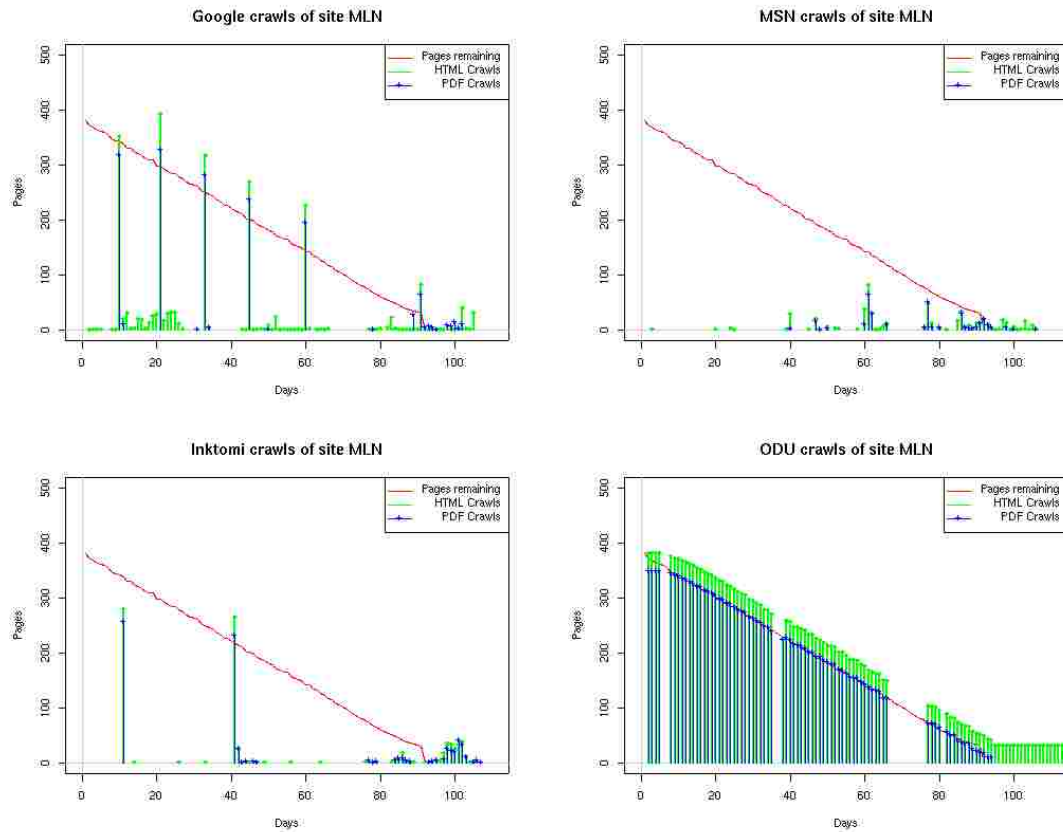 Google crawls of site MLN
Pages remaining
HTML Crawls
PDF Crawls
Pages
0 100 200 300 400 500
0 20 40 60 80 100
Days
MSN crawls of site MLN
Pages remaining
HTML Crawls
PDF Crawls
Pages
0 100 200 300 400 500
0 20 40 60 80 100
Days
Inktomi crawls of site MLN
Pages remaining
HTML Crawls
PDF Crawls
Pages
0 100 200 300 400 500
0 20 40 60 80 100
Days
ODU crawls of site MLN
Pages remaining
HTML Crawls
PDF Crawls
Pages
0 100 200 300 400 500
0 20 40 60 80 100
Days